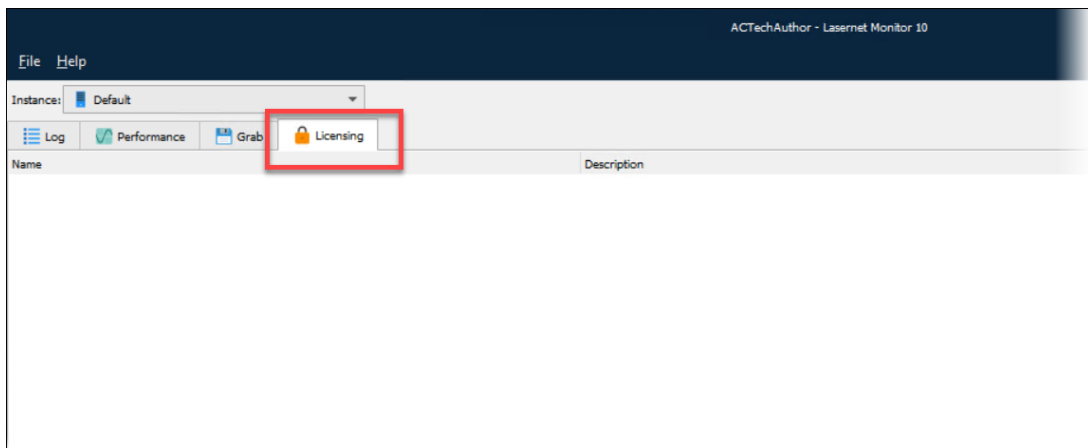 ACTechAuthor - Lasernet Monitor 10
File Help
Instance: Default
Log Performance Grab Licensing
Name Description